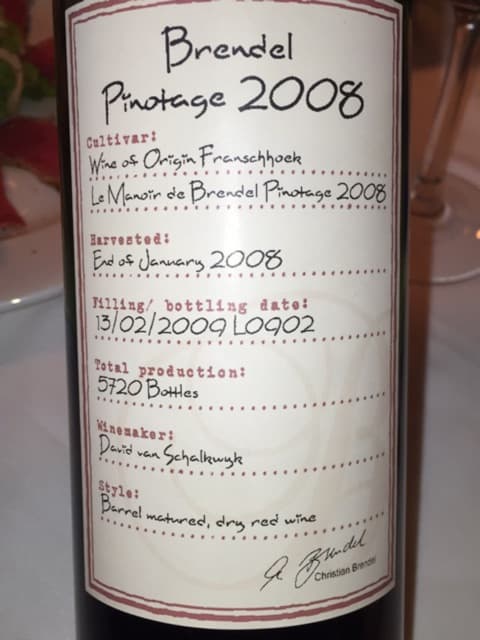 Brendel
Pinotage 2008
Cultivar:
Wine of Origin Franschhoek
Le Manoir de Brendel Pinotage 2008
Harvested:
End of January 2008
Filling/ bottling date:
13/02/2009 L0902
Total production:
5720 Bottles
Winemaker:
David van Schalkwyk
Style:
Barrel matured, dry red wine
Brendel
Christian Brendel